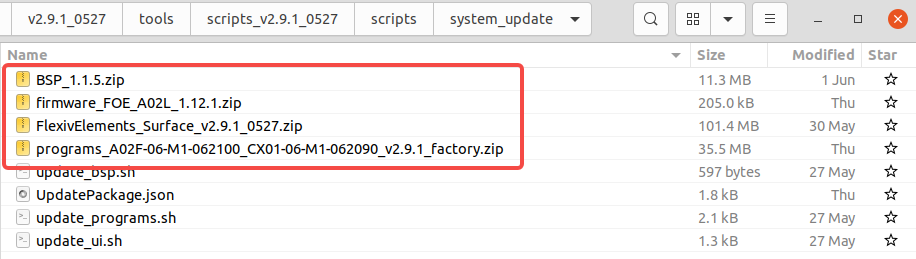 v2.9.1_0527 tools scripts_v2.9.1_0527 scripts system_update
Name Size Modified Star
BSP_1.1.5.zip 11.3 MB 1 Jun
firmware_FOE_A02L_1.12.1.zip 205.0 kB Thu
FlexivElements_Surface_v2.9.1_0527.zip 101.4 MB 30 May
programs_A02F-06-M1-062100_CX01-06-M1-062090_v2.9.1_factory.zip 35.5 MB Thu
update_bsp.sh 597 bytes 27 May
UpdatePackage.json 1.8 kB Thu
update_programs.sh 2.1 kB 27 May
update_ui.sh 1.3 kB 27 May